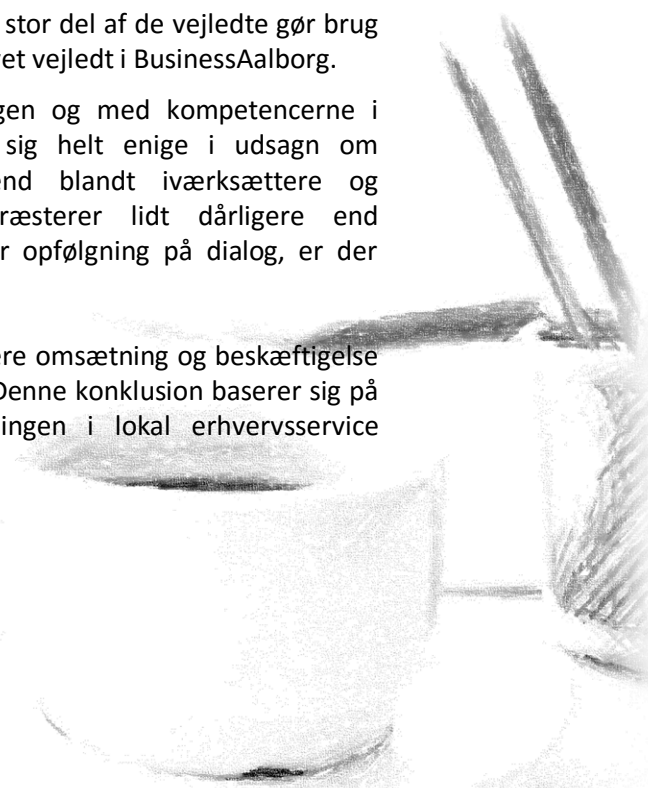 stor del af de vejledte gør brug
et vejledt i BusinessAalborg.
gen og med kompetencerne i
sig helt enige i udsagn om
end blandt iværksættere og
ræsterer lidt dårligere end
r opfølgning på dialog, er der
ere omsætning og beskæftigelse
Denne konklusion baserer sig på
ingen i lokal erhvervsservice